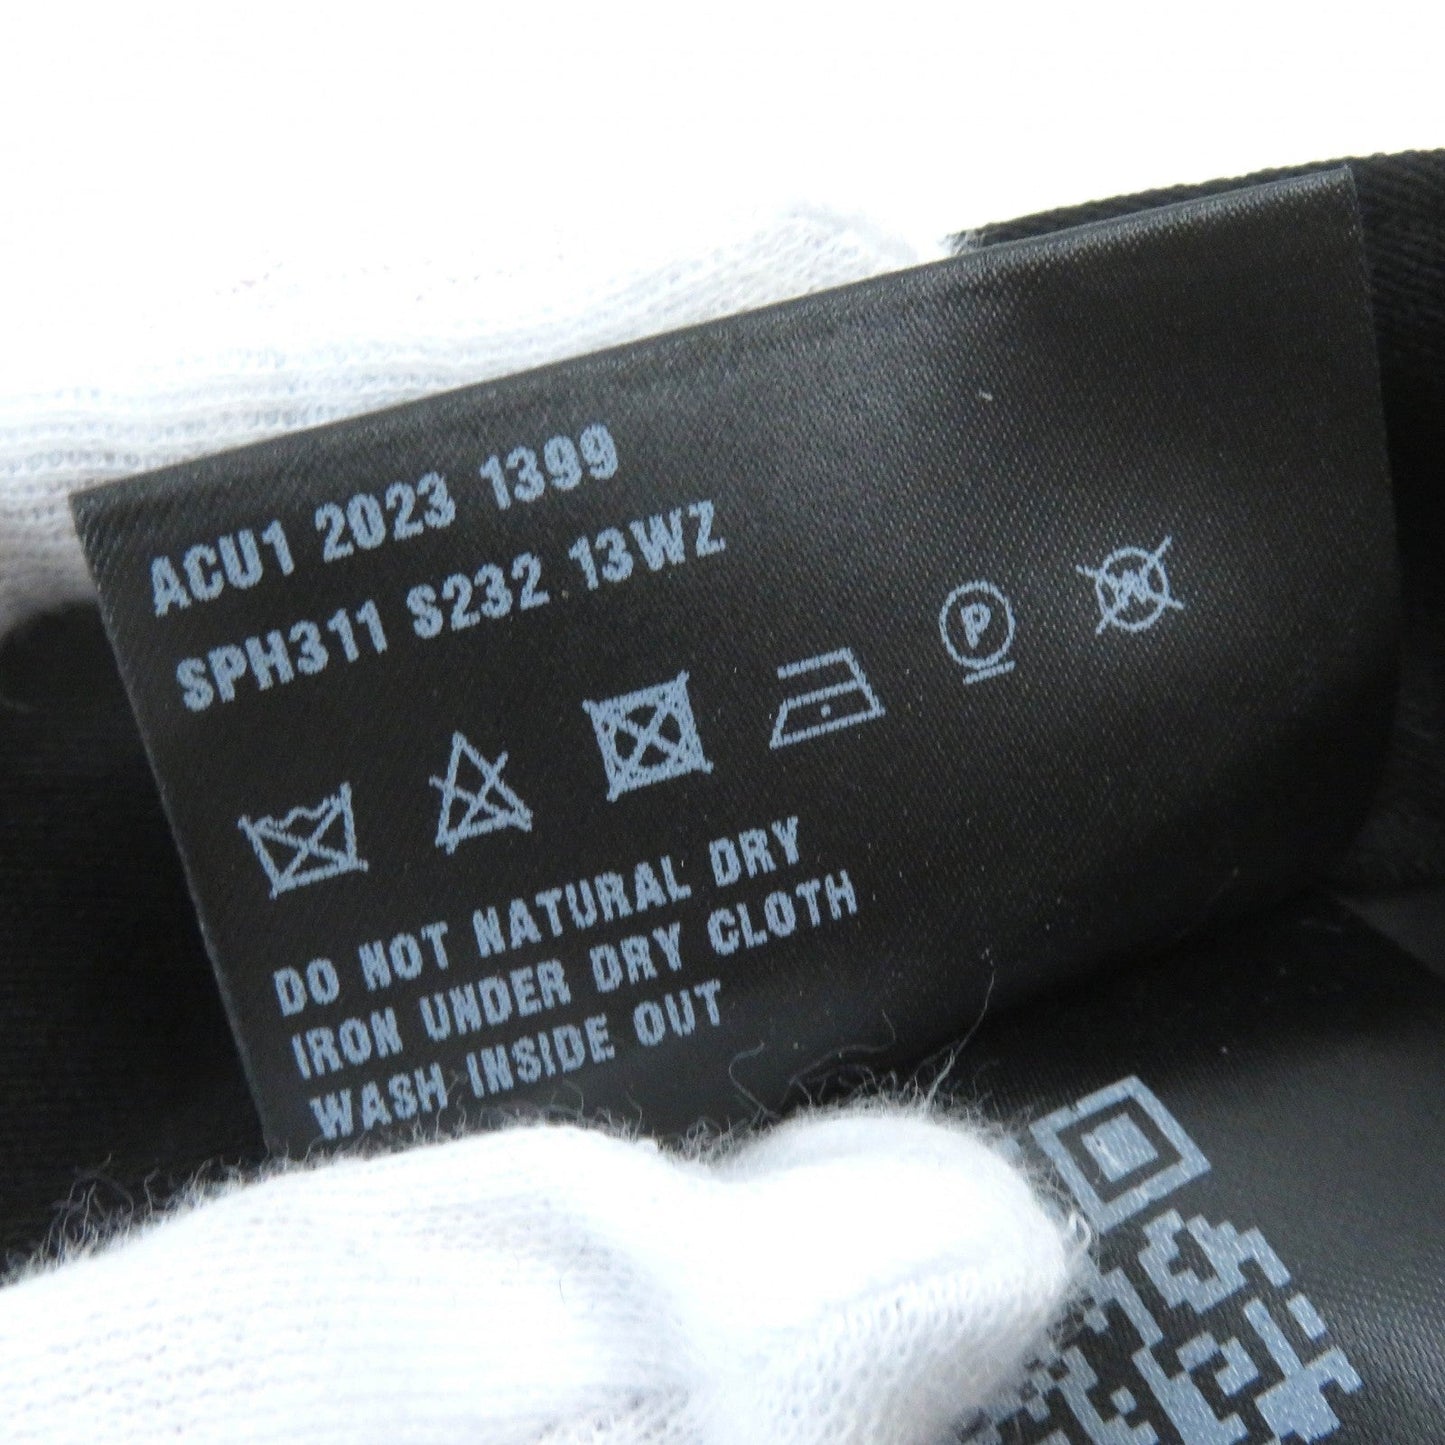 ACU1 2023 1399
SPH311 S232 13WZ
P W
DO NOT NATURAL DRY
IRON UNDER DRY CLOTH
WASH INSIDE OUT